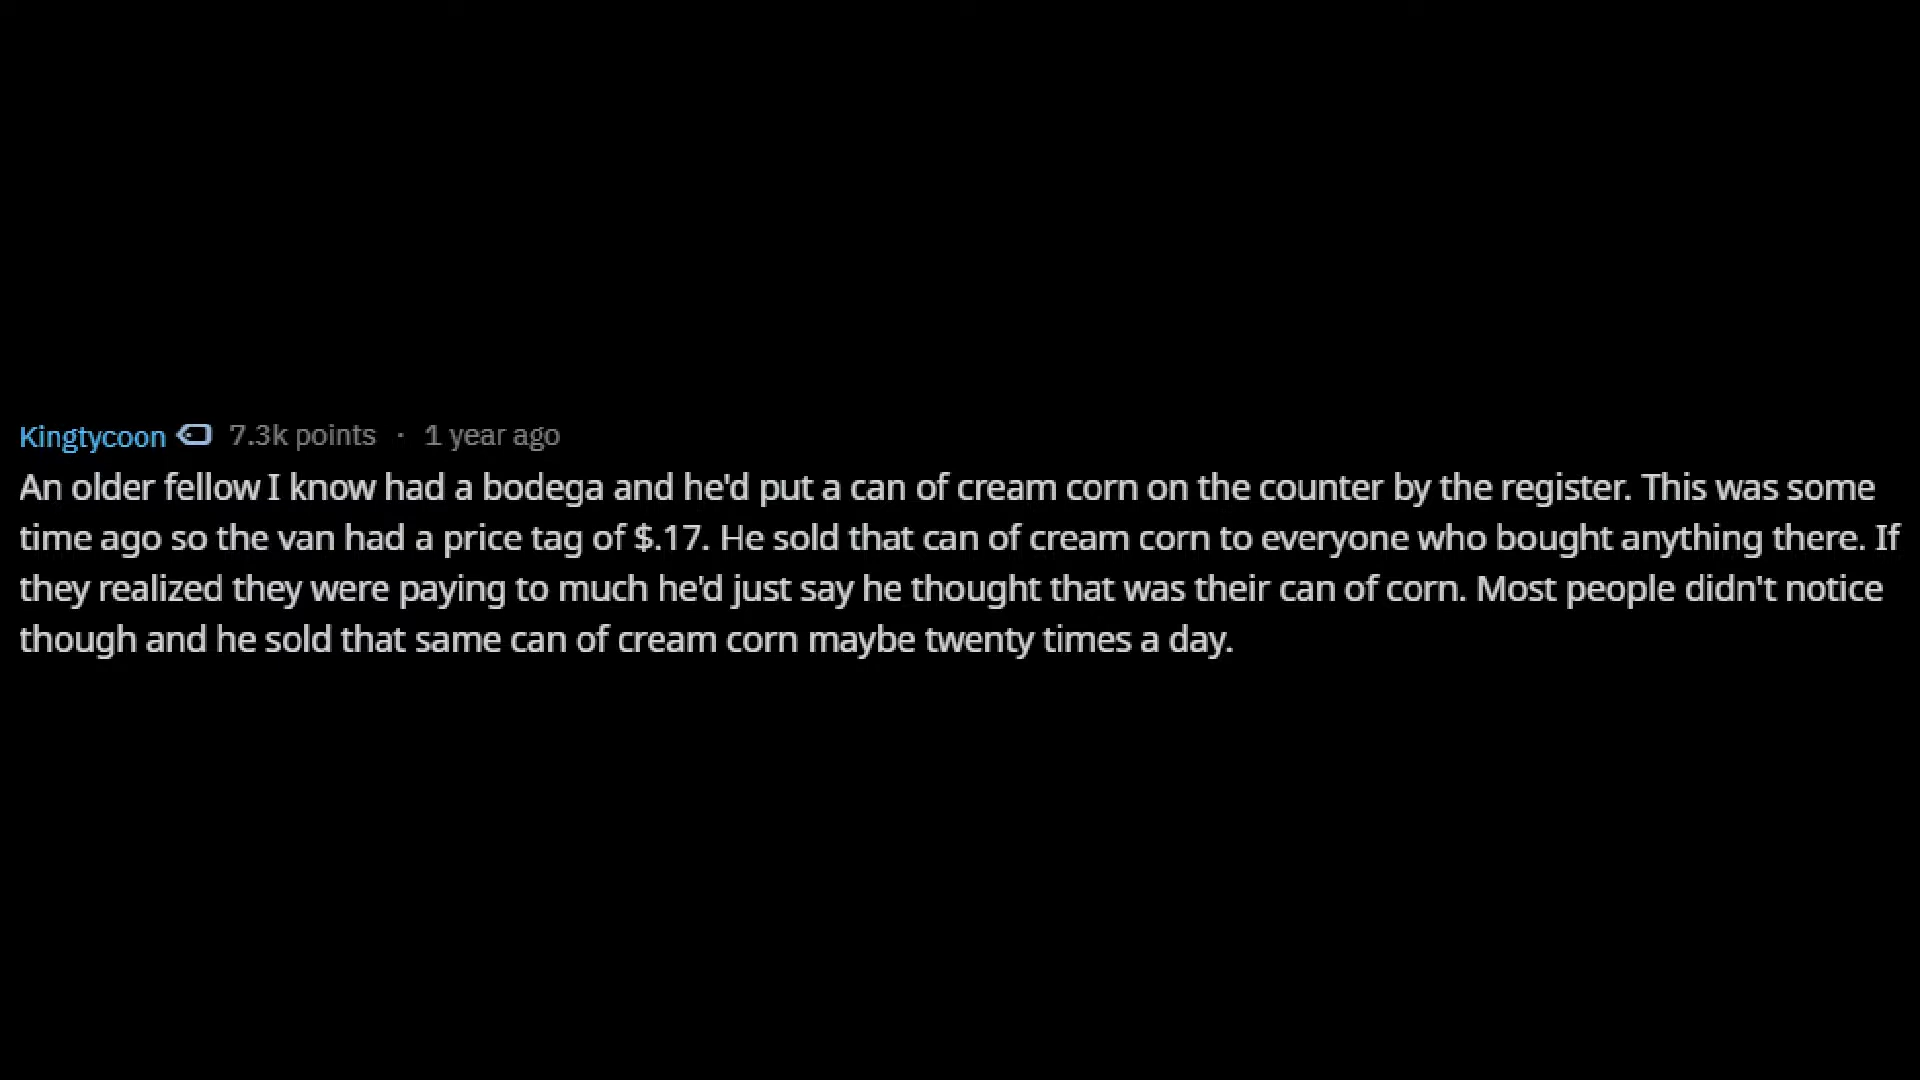 Kingtycoon 7.3k points · 1 year ago
An older fellow I know had a bodega and he'd put a can of cream corn on the counter by the register. This was some
time ago so the van had a price tag of $.17. He sold that can of cream corn to everyone who bought anything there. If
they realized they were paying to much he'd just say he thought that was their can of corn. Most people didn't notice
though and he sold that same can of cream corn maybe twenty times a day.